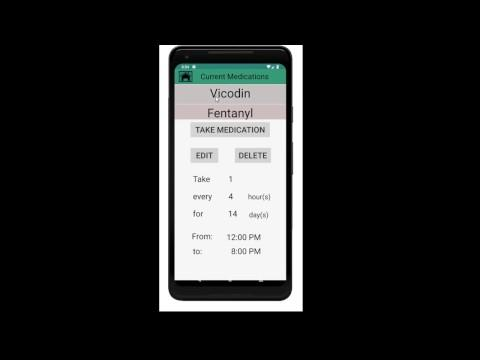 Current Medications
Vicodin
Fentanyl
TAKE MEDICATION
EDIT DELETE
Take 1
every 4 hour(s)
for 14 day(s)
From: 12:00 PM
to: 8:00 PM